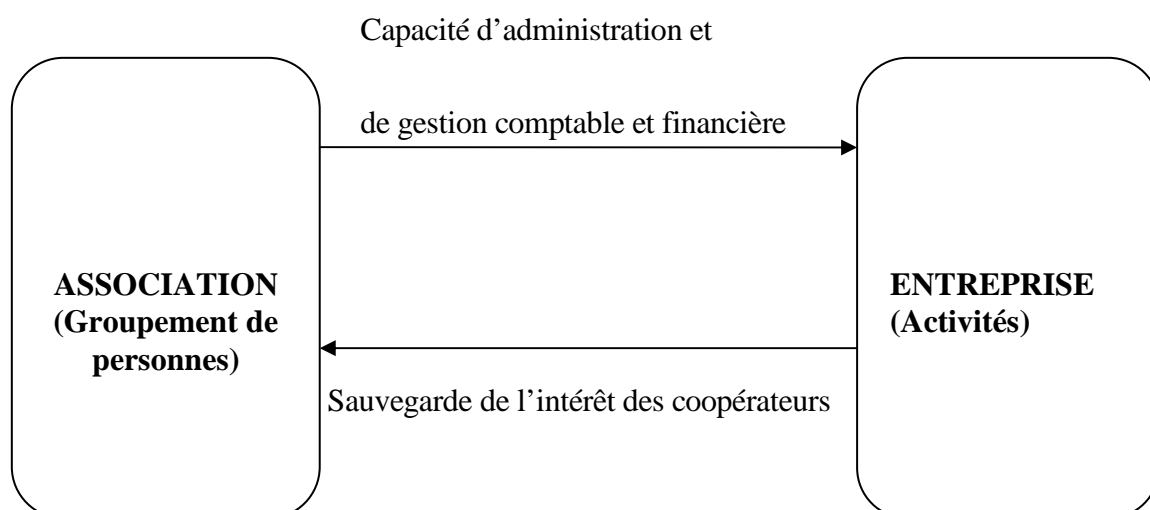 Capacité d’administration et
de gestion comptable et financière
ASSOCIATION
(Groupement de
personnes)
ENTREPRISE
(Activités)
Sauvegarde de l’intérêt des coopérateurs